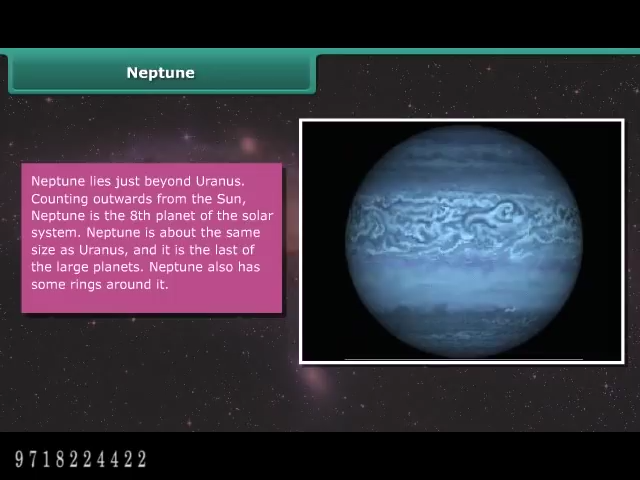 Neptune
Neptune lies just beyond Uranus.
Counting outwards from the Sun,
Neptune is the 8th planet of the solar
system. Neptune is about the same
size as Uranus, and it is the last of
the large planets. Neptune also has
some rings around it.
9718224422